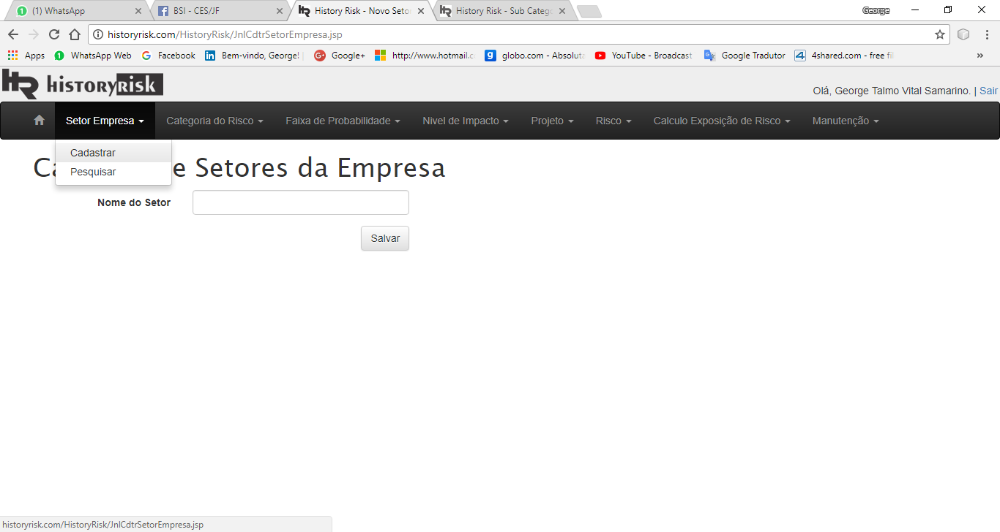 (1) WhatsApp
BSI - CES/JF
History Risk - Novo Seto
History Risk - Sub Catego
George
historyrisk.com/HistoryRisk/JnlCdtrSetorEmpresa.jsp
Apps
WhatsApp Web
Facebook
Bem-vindo, George!
Google+
http://www.hotmail.c
globo.com - Absoluta
YouTube - Broadcast
Google Tradutor
4shared.com - free fil
HR historyRisk
Olá, George Talmo Vital Samarino. | Sair
Setor Empresa
Categoria do Risco
Faixa de Probabilidade
Nivel de Impacto
Projeto
Risco
Calculo Exposição de Risco
Manutenção
Cadastrar
Pesquisar
Ca e Setores da Empresa
Nome do Setor
Salvar
historyrisk.com/HistoryRisk/JnlCdtrSetorEmpresa.jsp